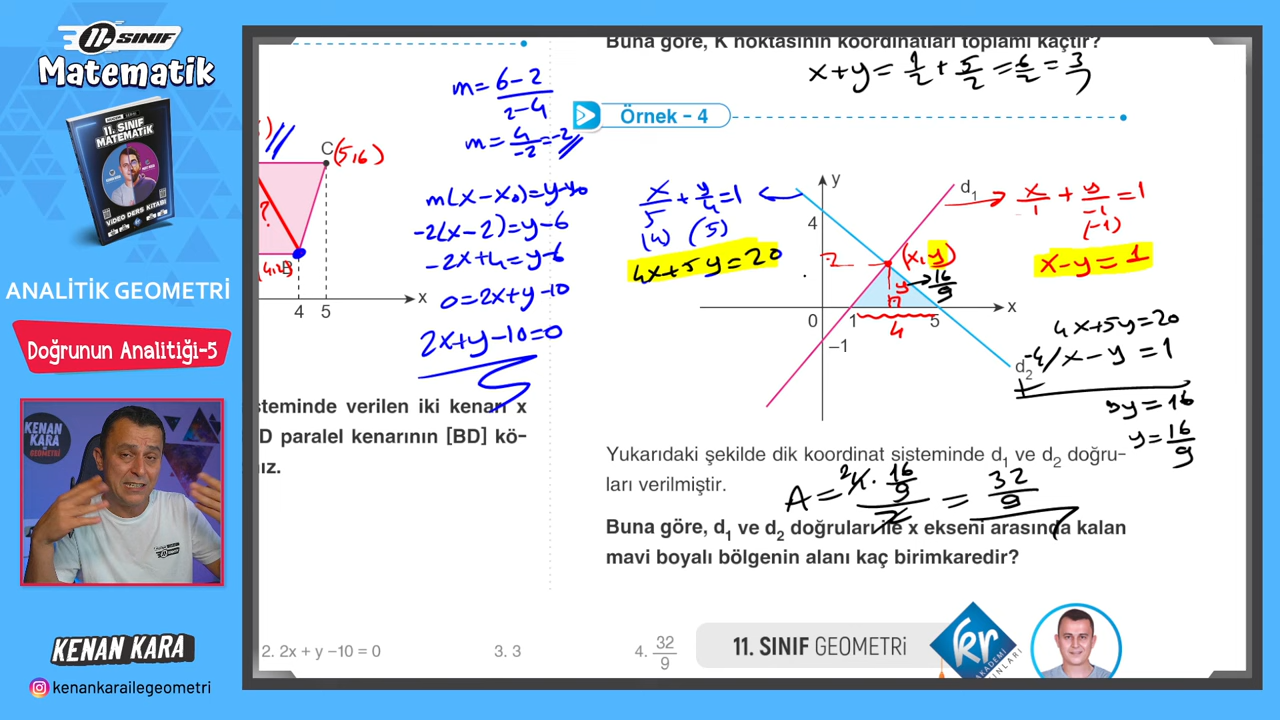 11. SINIF
Matematik
11. SINIF
MATEMATİK
VİDEO DERS KİTABI
ANALİTİK GEOMETRİ
Doğrunun Analitiği-5
KENAN
KARA
GEOMETRİ
KENAN KARA
kenankarailegeometri
C(5,6)
?
4 5 x
m=6-2/2-4
m=4/-2=-2
m(x-x0)=y-y0
-2(x-2)=y-6
-2x+4=y-6
0=2x+y-10
2x+y-10=0
steminde verilen iki kenarı x
D paralel kenarının [BD] kö-
nız.
2. 2x + y –10 = 0
3. 3
4. 32/9
Buna göre, K noktasının koordinatları toplamı kaçtır?
x+y=1/2+5/2=6/2=3
Örnek - 4
x/5+y/4=1
(4) (5)
4x+5y=20
y
d1
x/1+y/-1=1
(-1)
x-y=1
4
(x,y)
y→16/9
0 1 5 x
4
–1
d2
4x+5y=20
-4/x-y=1
9y=16
y=16/9
Yukarıdaki şekilde dik koordinat sisteminde d1 ve d2 doğru-
ları verilmiştir.
A=4·16/9/2=32/9
Buna göre, d1 ve d2 doğruları ile x ekseni arasında kalan
mavi boyalı bölgenin alanı kaç birimkaredir?
11. SINIF GEOMETRİ
kr
AKADEMİ
YINLARI